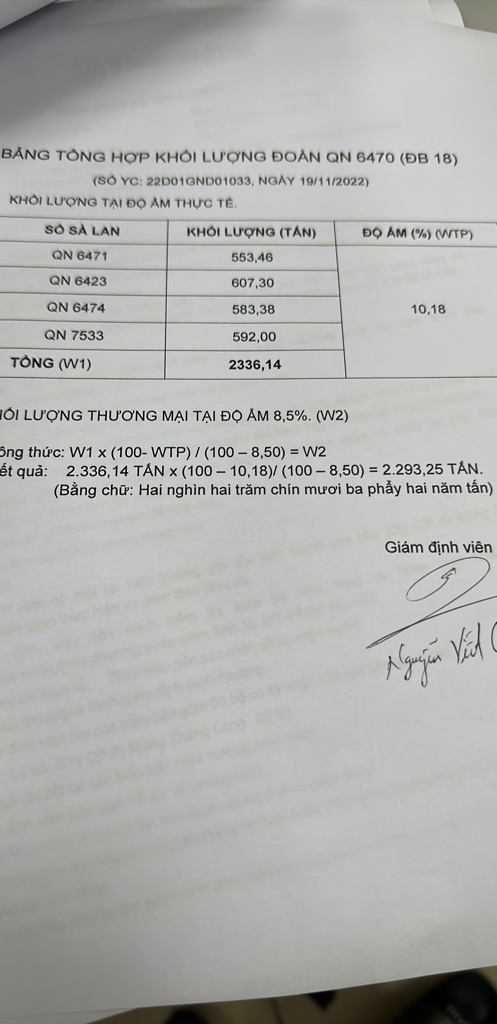 BẢNG TỔNG HỢP KHỐI LƯỢNG ĐOÀN QN 6470 (ĐB 18)
(SỐ YC: 22D01GND01033, NGÀY 19/11/2022)
KHỐI LƯỢNG TẠI ĐỘ ẨM THỰC TẾ.
SỐ SÀ LAN KHỐI LƯỢNG (TẤN) ĐỘ ẨM (%) (WTP)
QN 6471 553,46
QN 6423 607,30
QN 6474 583,38 10,18
QN 7533 592,00
TỔNG (W1) 2336,14
HỐI LƯỢNG THƯƠNG MẠI TẠI ĐỘ ẨM 8,5%. (W2)
ông thức: W1 x (100- WTP) / (100 – 8,50) = W2
ết quả: 2.336,14 TẤN x (100 – 10,18)/ (100 – 8,50) = 2.293,25 TẤN.
(Bằng chữ: Hai nghìn hai trăm chín mươi ba phẩy hai năm tấn)
Giám định viên
Nguyễn Viết